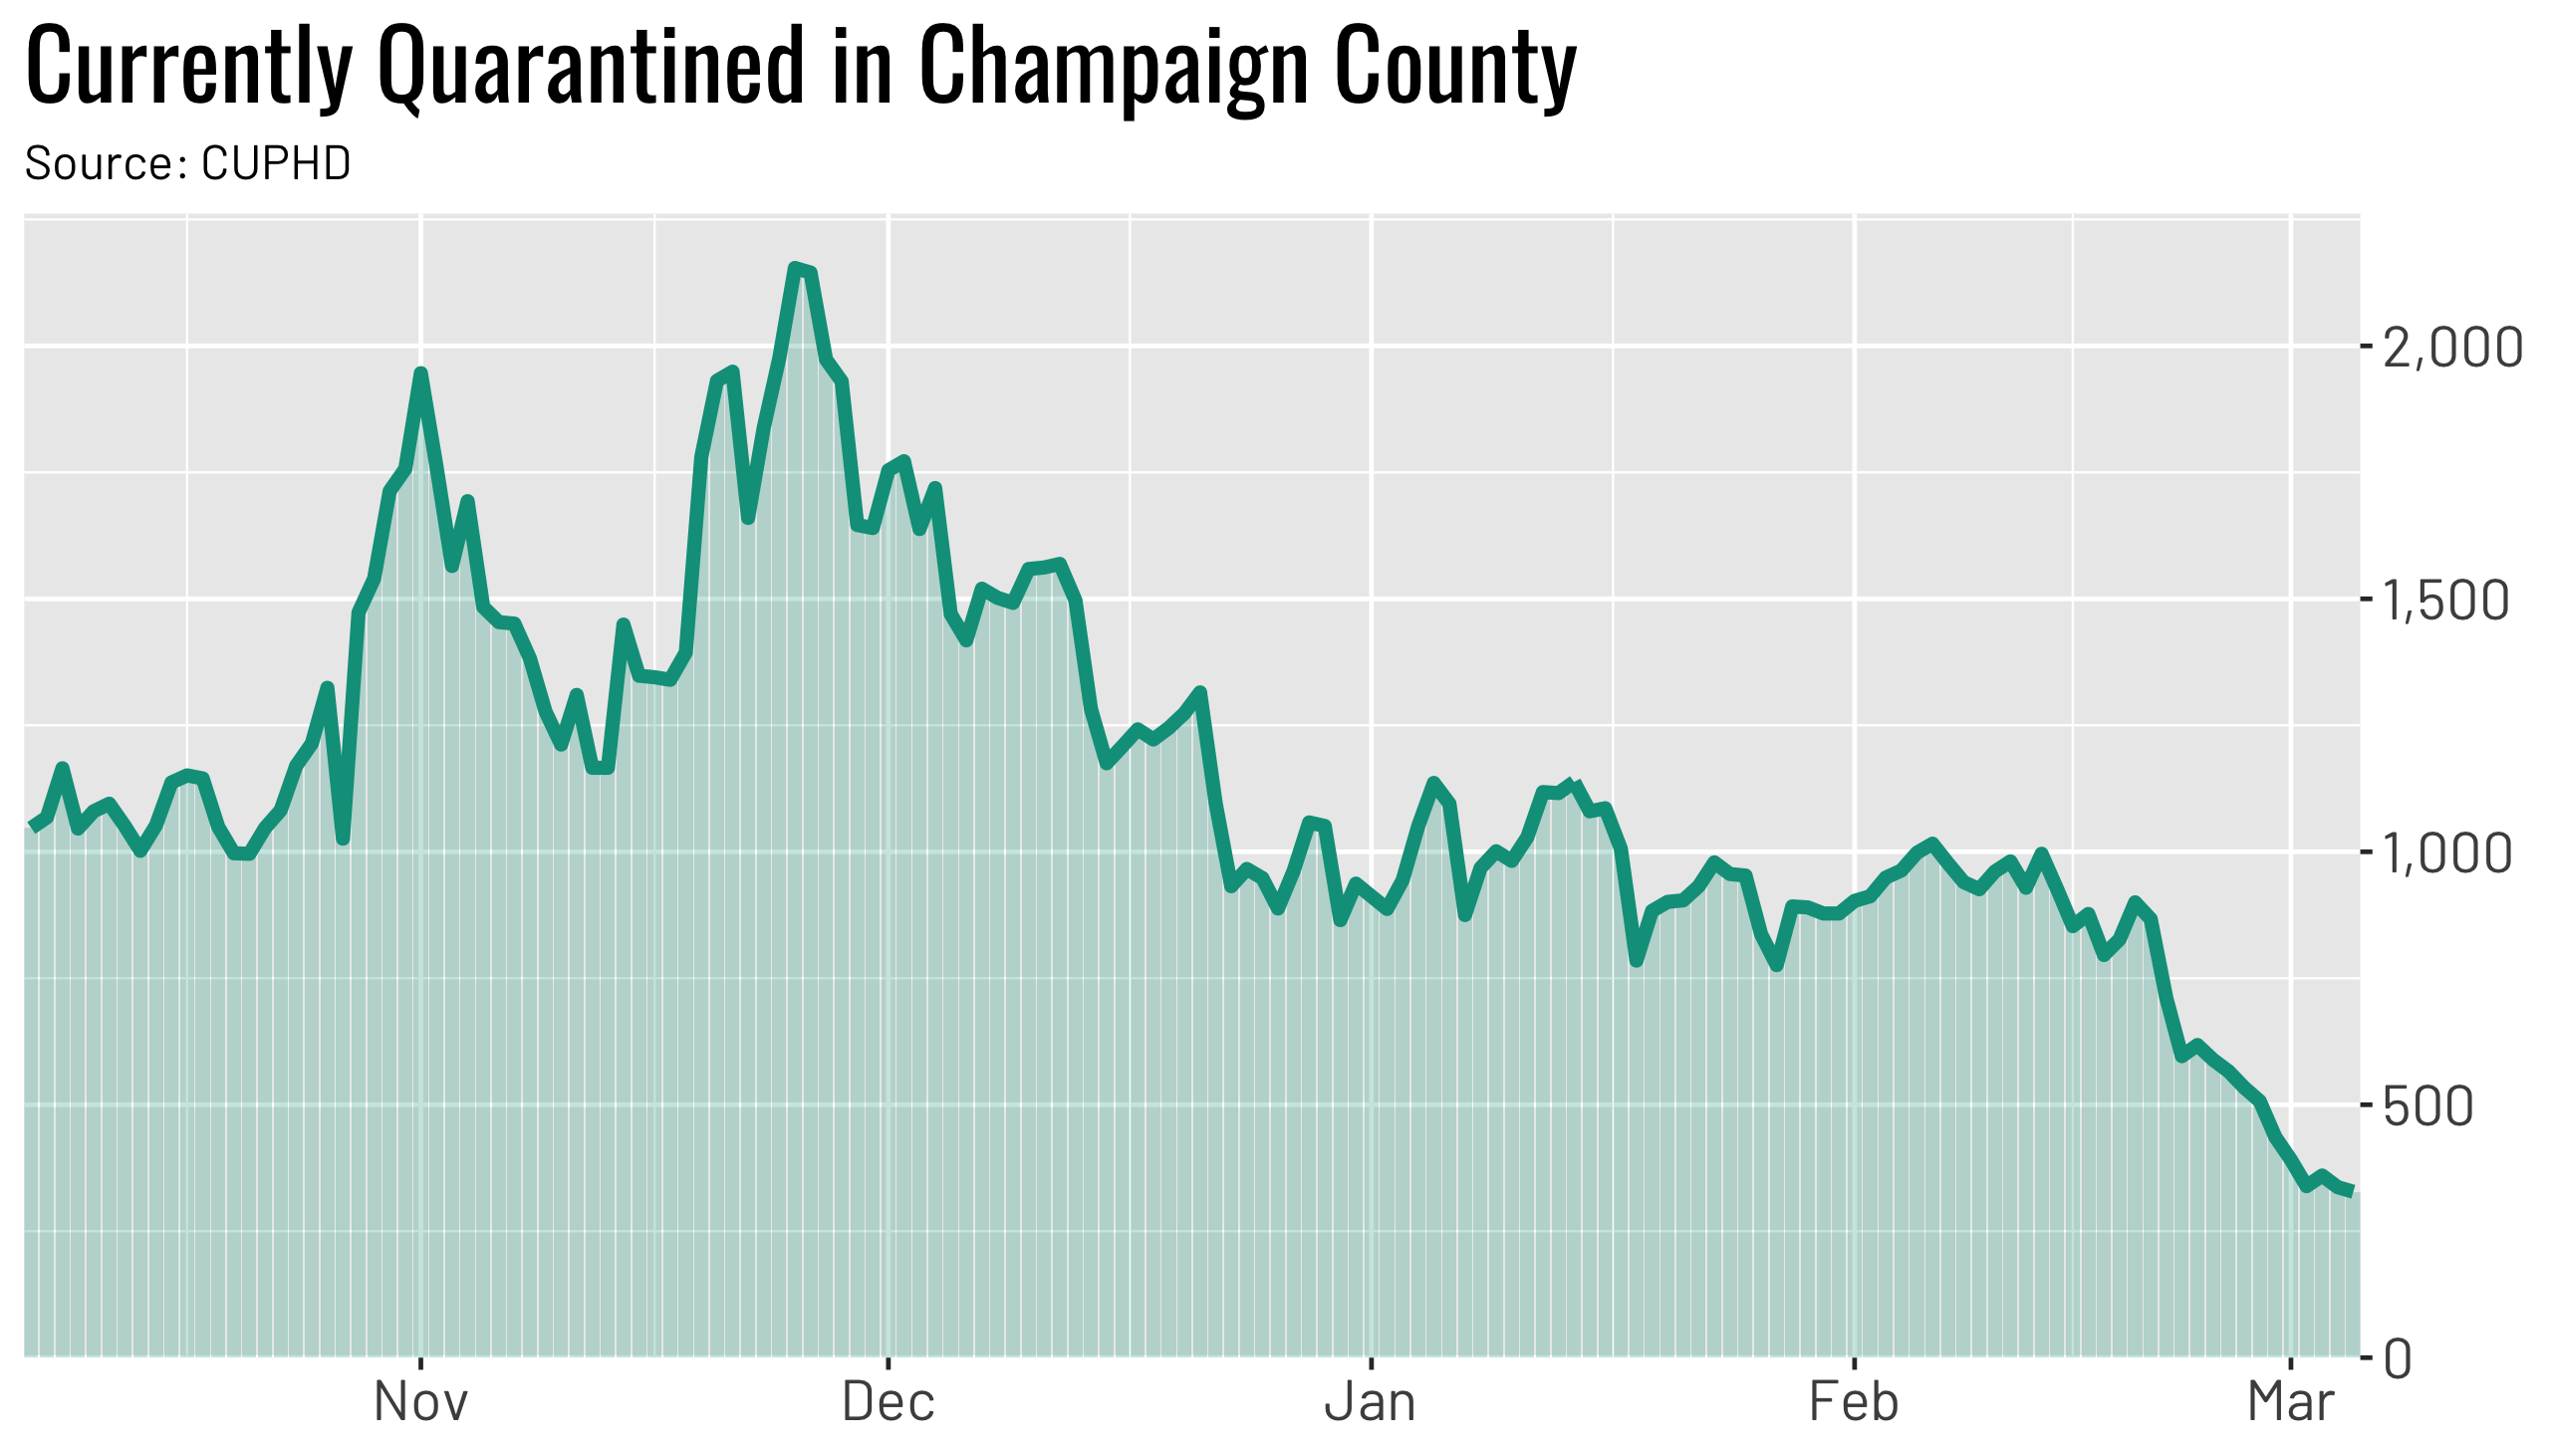 Currently Quarantined in Champaign County
Source: CUPHD
2,000
1,500
1,000
500
0
Nov Dec Jan Feb Mar